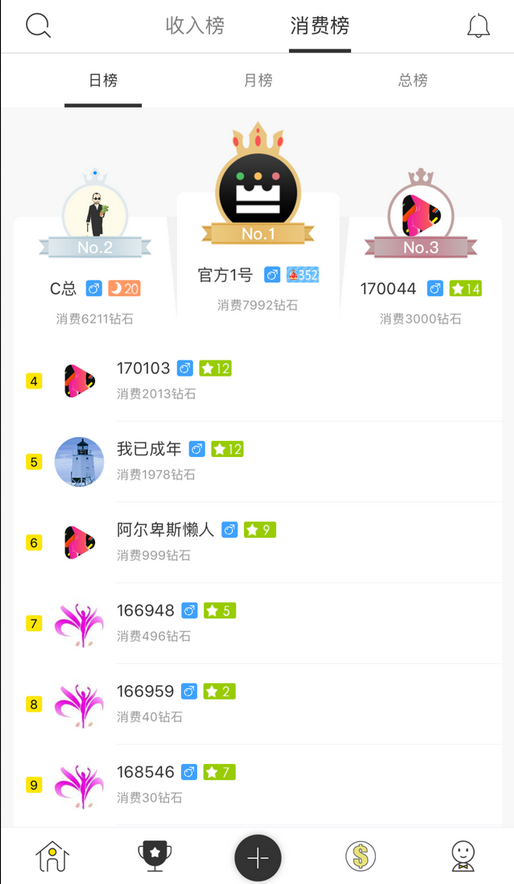 收入榜 消费榜
日榜 月榜 总榜
No.2 No.1 No.3
C总 20
消费6211钻石
官方1号 352
消费7992钻石
170044 14
消费3000钻石
4 170103 12
消费2013钻石
5 我已成年 12
消费1978钻石
6 阿尔卑斯懒人 9
消费999钻石
7 166948 5
消费496钻石
8 166959 2
消费40钻石
9 168546 7
消费30钻石